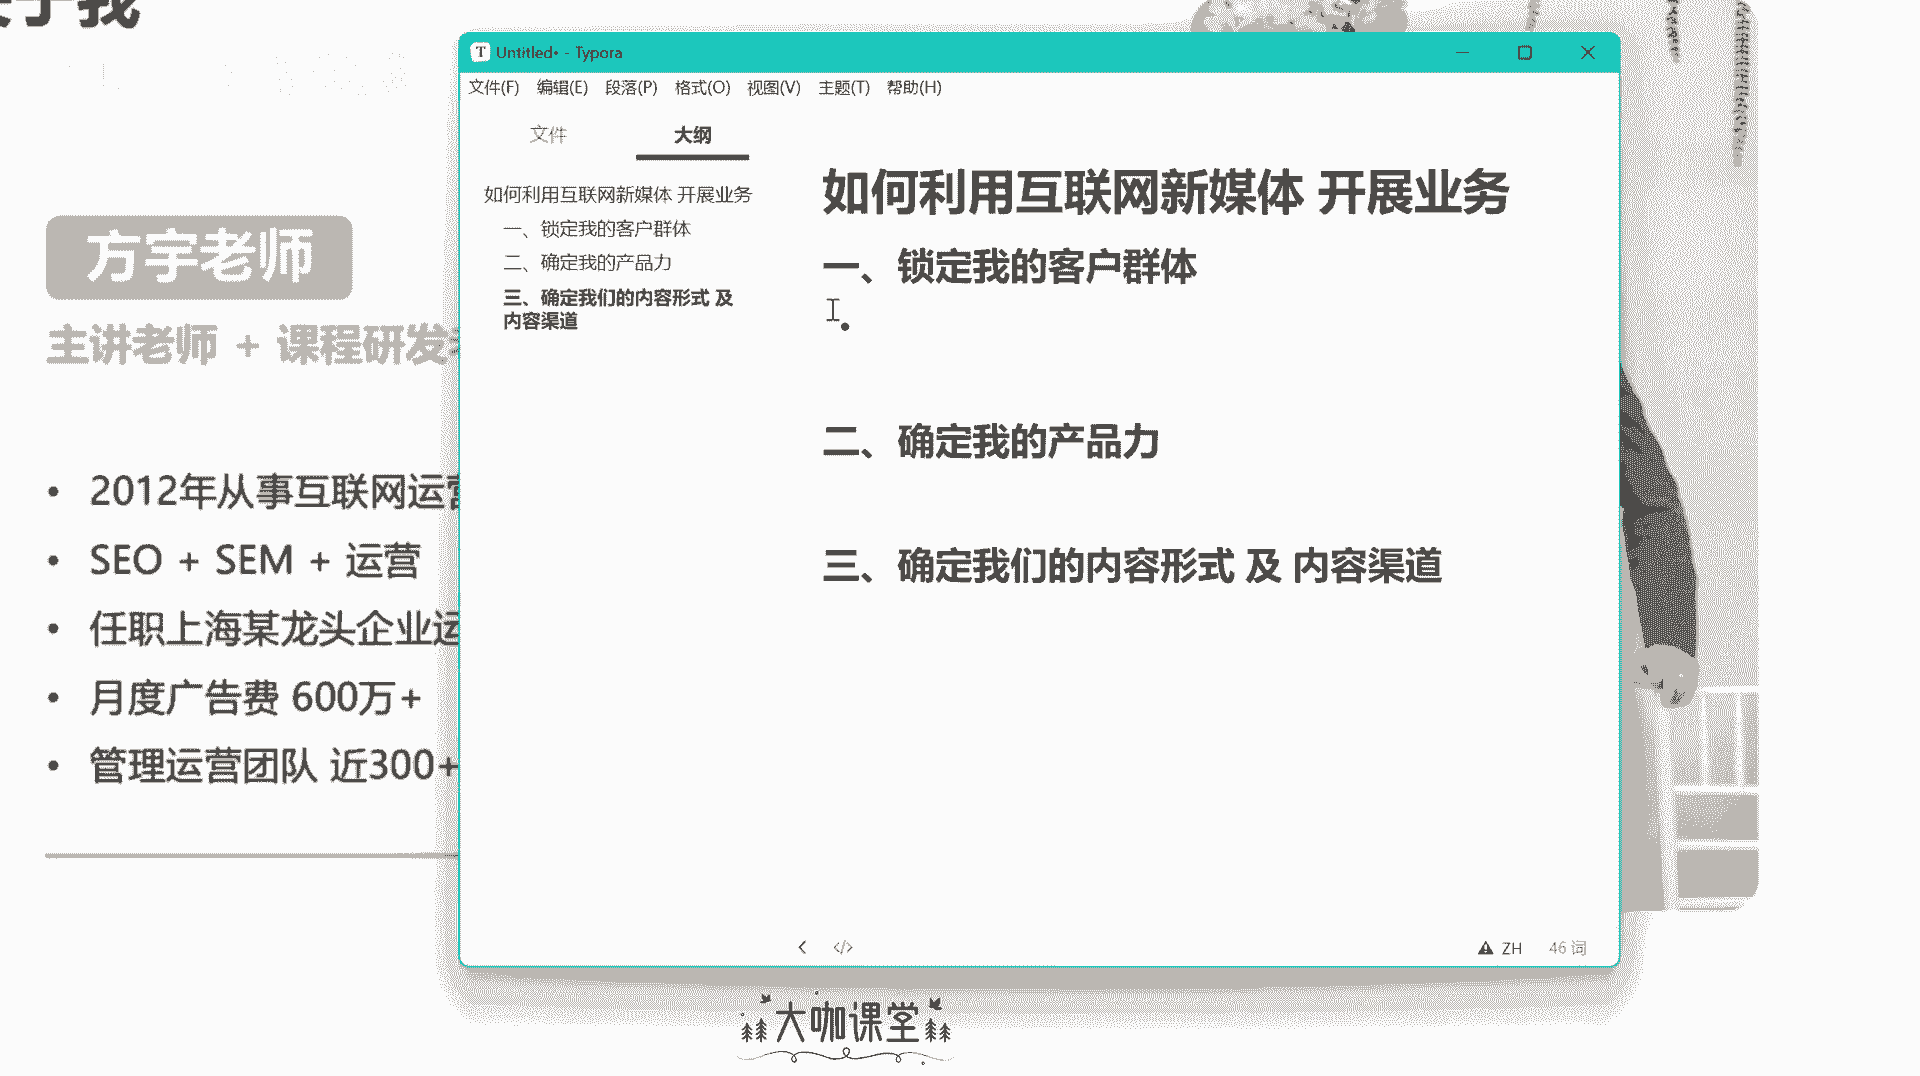 Untitled• - Typora
文件(F) 编辑(E) 段落(P) 格式(O) 视图(V) 主题(T) 帮助(H)
文件 大纲
如何利用互联网新媒体 开展业务
一、锁定我的客户群体
二、确定我的产品力
三、确定我们的内容形式 及
内容渠道
如何利用互联网新媒体 开展业务
一、锁定我的客户群体
二、确定我的产品力
三、确定我们的内容形式 及 内容渠道
</> ZH 46 词
方宇老师
主讲老师 + 课程研发
• 2012年从事互联网运营
• SEO + SEM + 运营
• 任职上海某龙头企业运
• 月度广告费 600万+
• 管理运营团队 近300+
大咖课堂